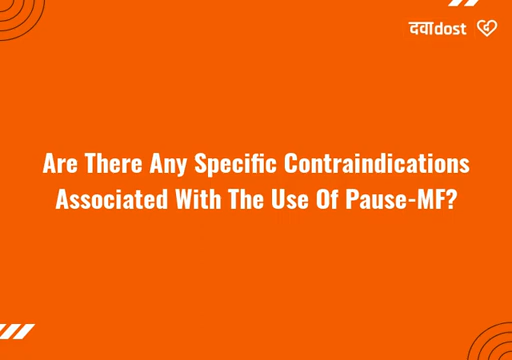 दवाdost
Are There Any Specific Contraindications
Associated With The Use Of Pause-MF?